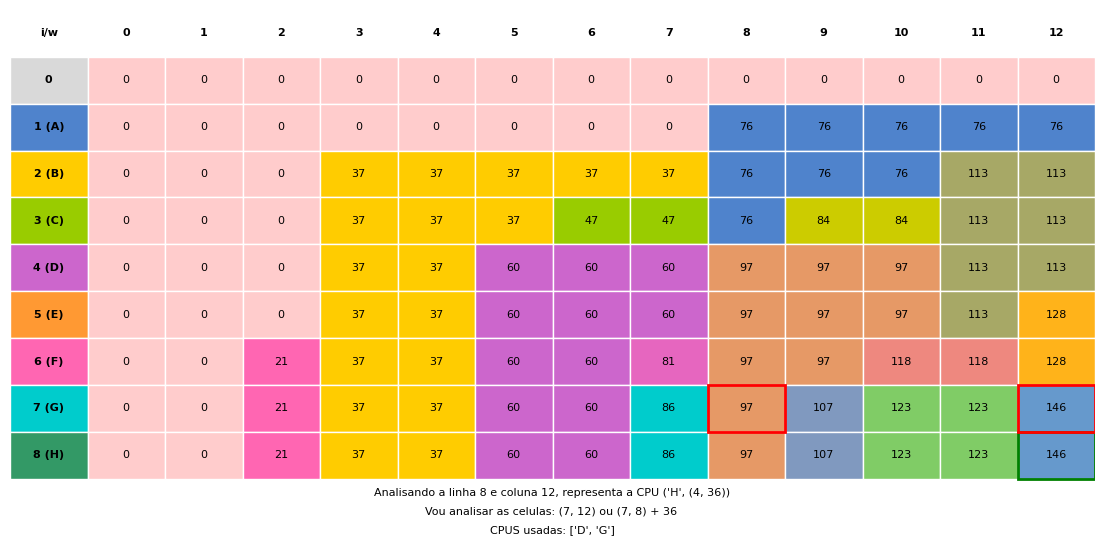 i/w 0 1 2 3 4 5 6 7 8 9 10 11 12
0 0 0 0 0 0 0 0 0 0 0 0 0 0
1 (A) 0 0 0 0 0 0 0 0 76 76 76 76 76
2 (B) 0 0 0 37 37 37 37 37 76 76 76 113 113
3 (C) 0 0 0 37 37 37 47 47 76 84 84 113 113
4 (D) 0 0 0 37 37 60 60 60 97 97 97 113 113
5 (E) 0 0 0 37 37 60 60 60 97 97 97 113 128
6 (F) 0 0 21 37 37 60 60 81 97 97 118 118 128
7 (G) 0 0 21 37 37 60 60 86 97 107 123 123 146
8 (H) 0 0 21 37 37 60 60 86 97 107 123 123 146
Analisando a linha 8 e coluna 12, representa a CPU ('H', (4, 36))
Vou analisar as celulas: (7, 12) ou (7, 8) + 36
CPUS usadas: ['D', 'G']